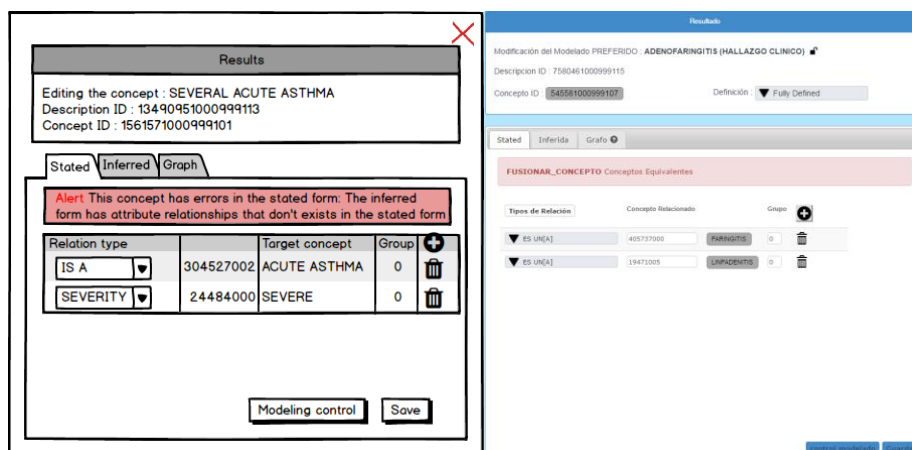 Results
Editing the concept : SEVERAL ACUTE ASTHMA
Description ID : 13490951000999113
Concept ID : 1561571000999101
Stated Inferred Graph
Alert This concept has errors in the stated form: The inferred
form has attribute relationships that don't exists in the stated form
Relation type Target concept Group
IS A 304527002 ACUTE ASTHMA 0
SEVERITY 24484000 SEVERE 0
Modeling control Save
Resultado
Modificación del Modelado PREFERIDO : ADENOFARINGITIS (HALLAZGO CLINICO)
Descripcion ID : 7580461000999115
Concepto ID : 545581000999107 Definición : Fully Defined
Stated Inferida Grafo
FUSIONAR_CONCEPTO Conceptos Equivalentes
Tipos de Relación Concepto Relacionado Grupo
ES UN[A] 405737000 FARINGITIS 0
ES UN[A] 19471005 LINFADENITIS 0
control modelado